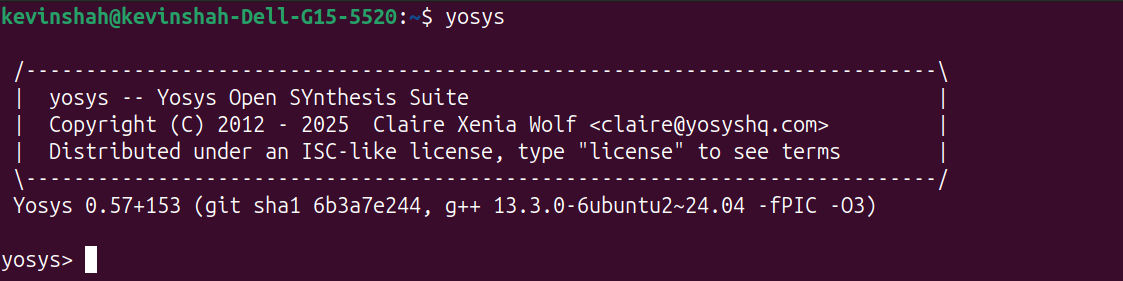 kevinshah@kevinshah-Dell-G15-5520:~$ yosys
/----------------------------------------------------------------------------\
|  yosys -- Yosys Open SYnthesis Suite                                       |
|  Copyright (C) 2012 - 2025  Claire Xenia Wolf <claire@yosyshq.com>         |
|  Distributed under an ISC-like license, type "license" to see terms        |
\----------------------------------------------------------------------------/
Yosys 0.57+153 (git sha1 6b3a7e244, g++ 13.3.0-6ubuntu2~24.04 -fPIC -O3)
yosys>